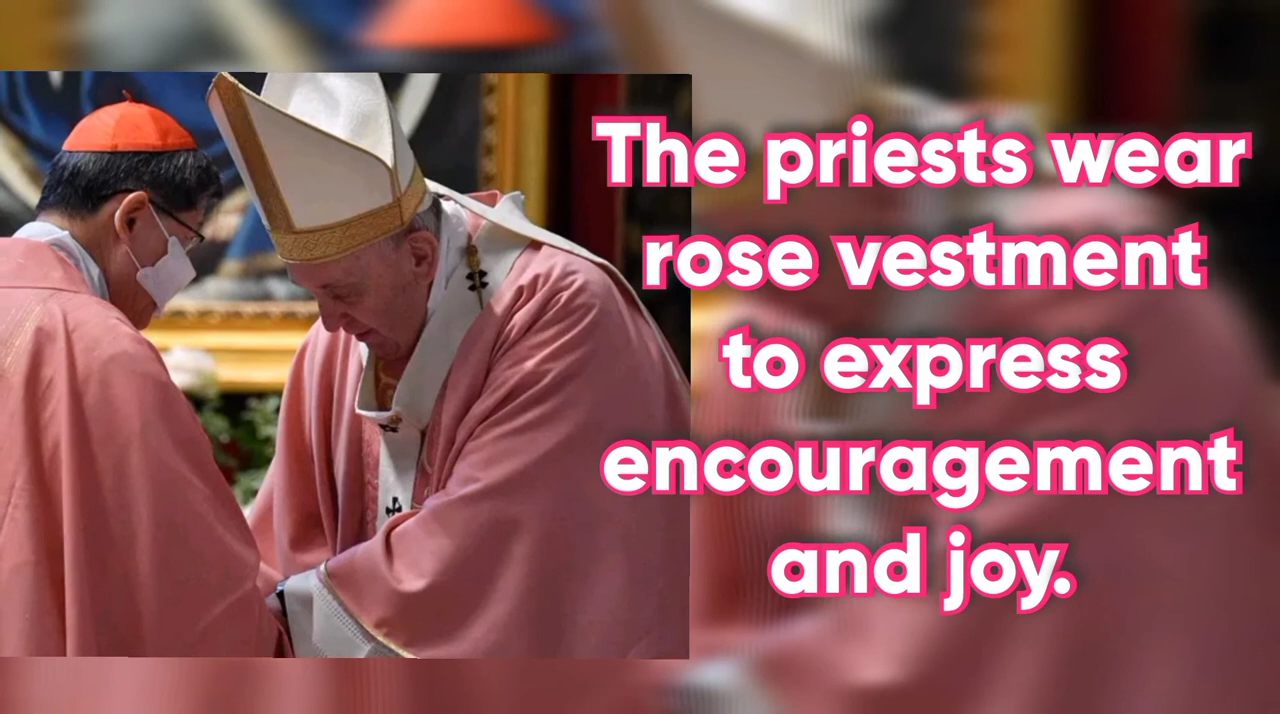 The priests wear
rose vestment
to express
encouragement
and joy.